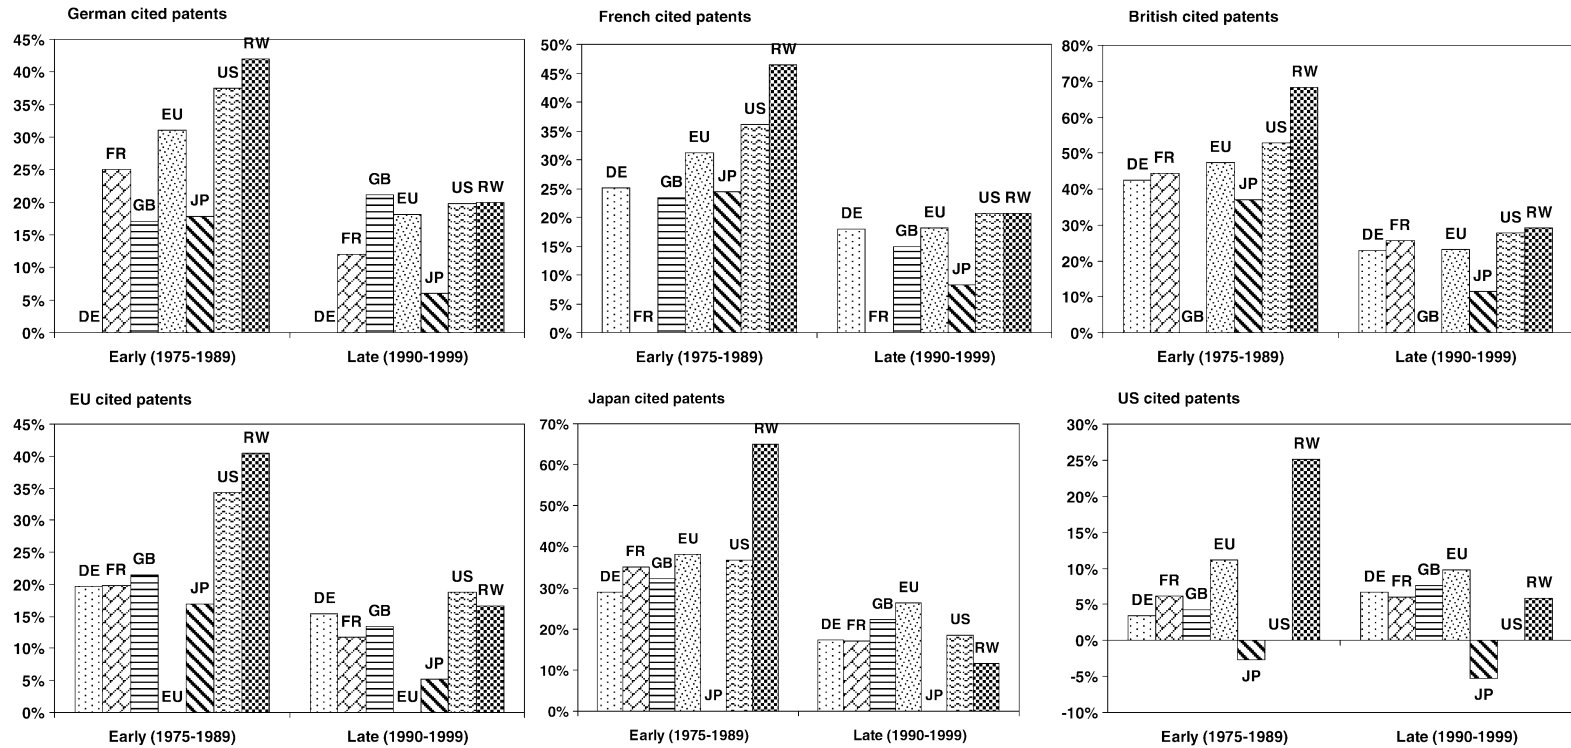 German cited patents
45%
40%
35%
30%
25%
20%
15%
10%
5%
0%
DE
FR
GB
EU
JP
US
RW
DE
FR
GB
EU
JP
US
RW
Early (1975-1989)
Late (1990-1999)
French cited patents
50%
45%
40%
35%
30%
25%
20%
15%
10%
5%
0%
DE
FR
GB
EU
JP
US
RW
DE
FR
GB
EU
JP
US
RW
Early (1975-1989)
Late (1990-1999)
British cited patents
80%
70%
60%
50%
40%
30%
20%
10%
0%
DE
FR
GB
EU
JP
US
RW
DE
FR
GB
EU
JP
US
RW
Early (1975-1989)
Late (1990-1999)
EU cited patents
45%
40%
35%
30%
25%
20%
15%
10%
5%
0%
DE
FR
GB
EU
JP
US
RW
DE
FR
GB
EU
JP
US
RW
Early (1975-1989)
Late (1990-1999)
Japan cited patents
70%
60%
50%
40%
30%
20%
10%
0%
DE
FR
GB
EU
JP
US
RW
DE
FR
GB
EU
JP
US
RW
Early (1975-1989)
Late (1990-1999)
US cited patents
30%
25%
20%
15%
10%
5%
0%
-5%
-10%
DE
FR
GB
EU
JP
US
RW
DE
FR
GB
EU
JP
US
RW
Early (1975-1989)
Late (1990-1999)